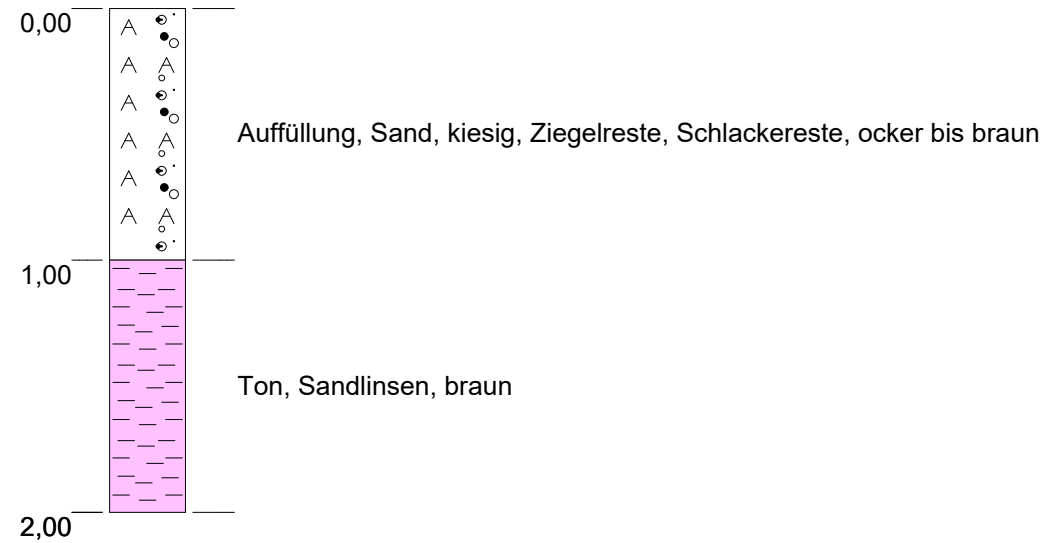 0,00
Auffüllung, Sand, kiesig, Ziegelreste, Schlackereste, ocker bis braun
1,00
Ton, Sandlinsen, braun
2,00